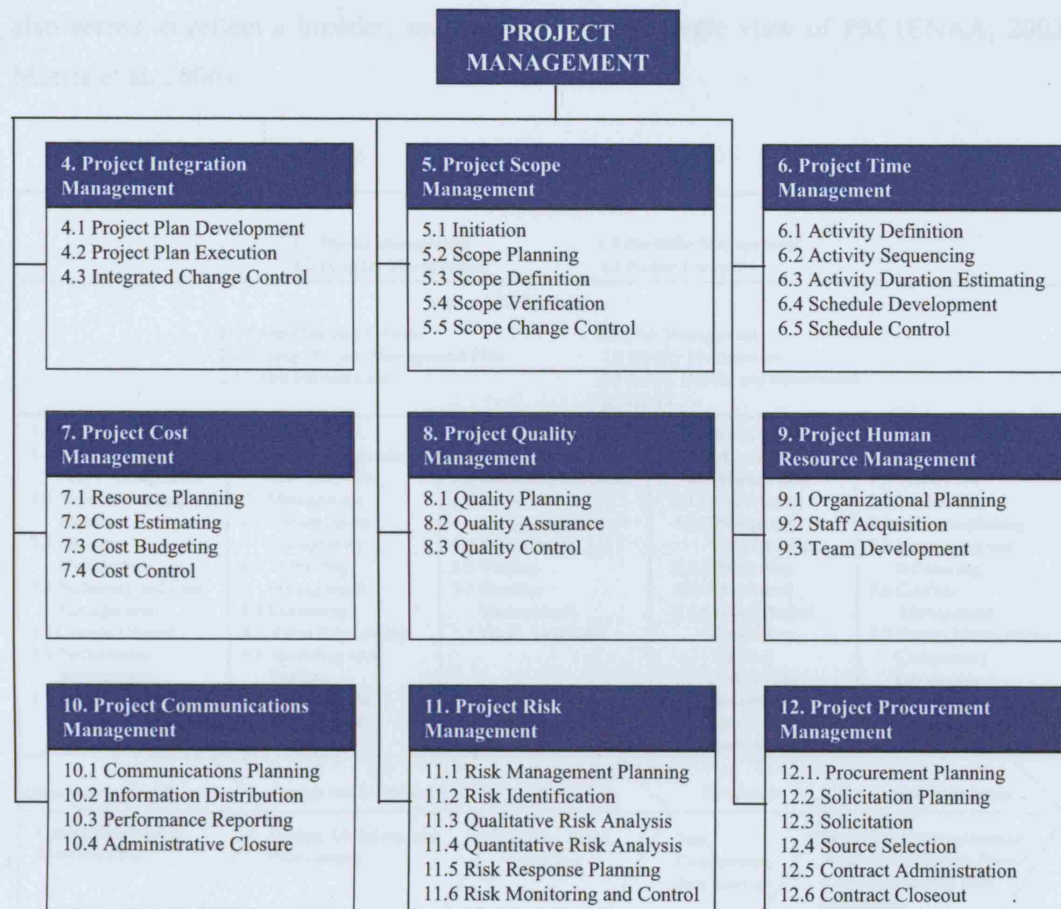 also seems to reflect a broader, view of PM (ENAA, 2002
PROJECT
MANAGEMENT
4. Project Integration
Management
4.1 Project Plan Development
4.2 Project Plan Execution
4.3 Integrated Change Control
5. Project Scope
Management
5.1 Initiation
5.2 Scope Planning
5.3 Scope Definition
5.4 Scope Verification
5.5 Scope Change Control
6. Project Time
Management
6.1 Activity Definition
6.2 Activity Sequencing
6.3 Activity Duration Estimating
6.4 Schedule Development
6.5 Schedule Control
7. Project Cost
Management
7.1 Resource Planning
7.2 Cost Estimating
7.3 Cost Budgeting
7.4 Cost Control
8. Project Quality
Management
8.1 Quality Planning
8.2 Quality Assurance
8.3 Quality Control
9. Project Human
Resource Management
9.1 Organizational Planning
9.2 Staff Acquisition
9.3 Team Development
10. Project Communications
Management
10.1 Communications Planning
10.2 Information Distribution
10.3 Performance Reporting
10.4 Administrative Closure
11. Project Risk
Management
11.1 Risk Management Planning
11.2 Risk Identification
11.3 Qualitative Risk Analysis
11.4 Quantitative Risk Analysis
11.5 Risk Response Planning
11.6 Risk Monitoring and Control
12. Project Procurement
Management
12.1. Procurement Planning
12.2 Solicitation Planning
12.3 Solicitation
12.4 Source Selection
12.5 Contract Administration
12.6 Contract Closeout